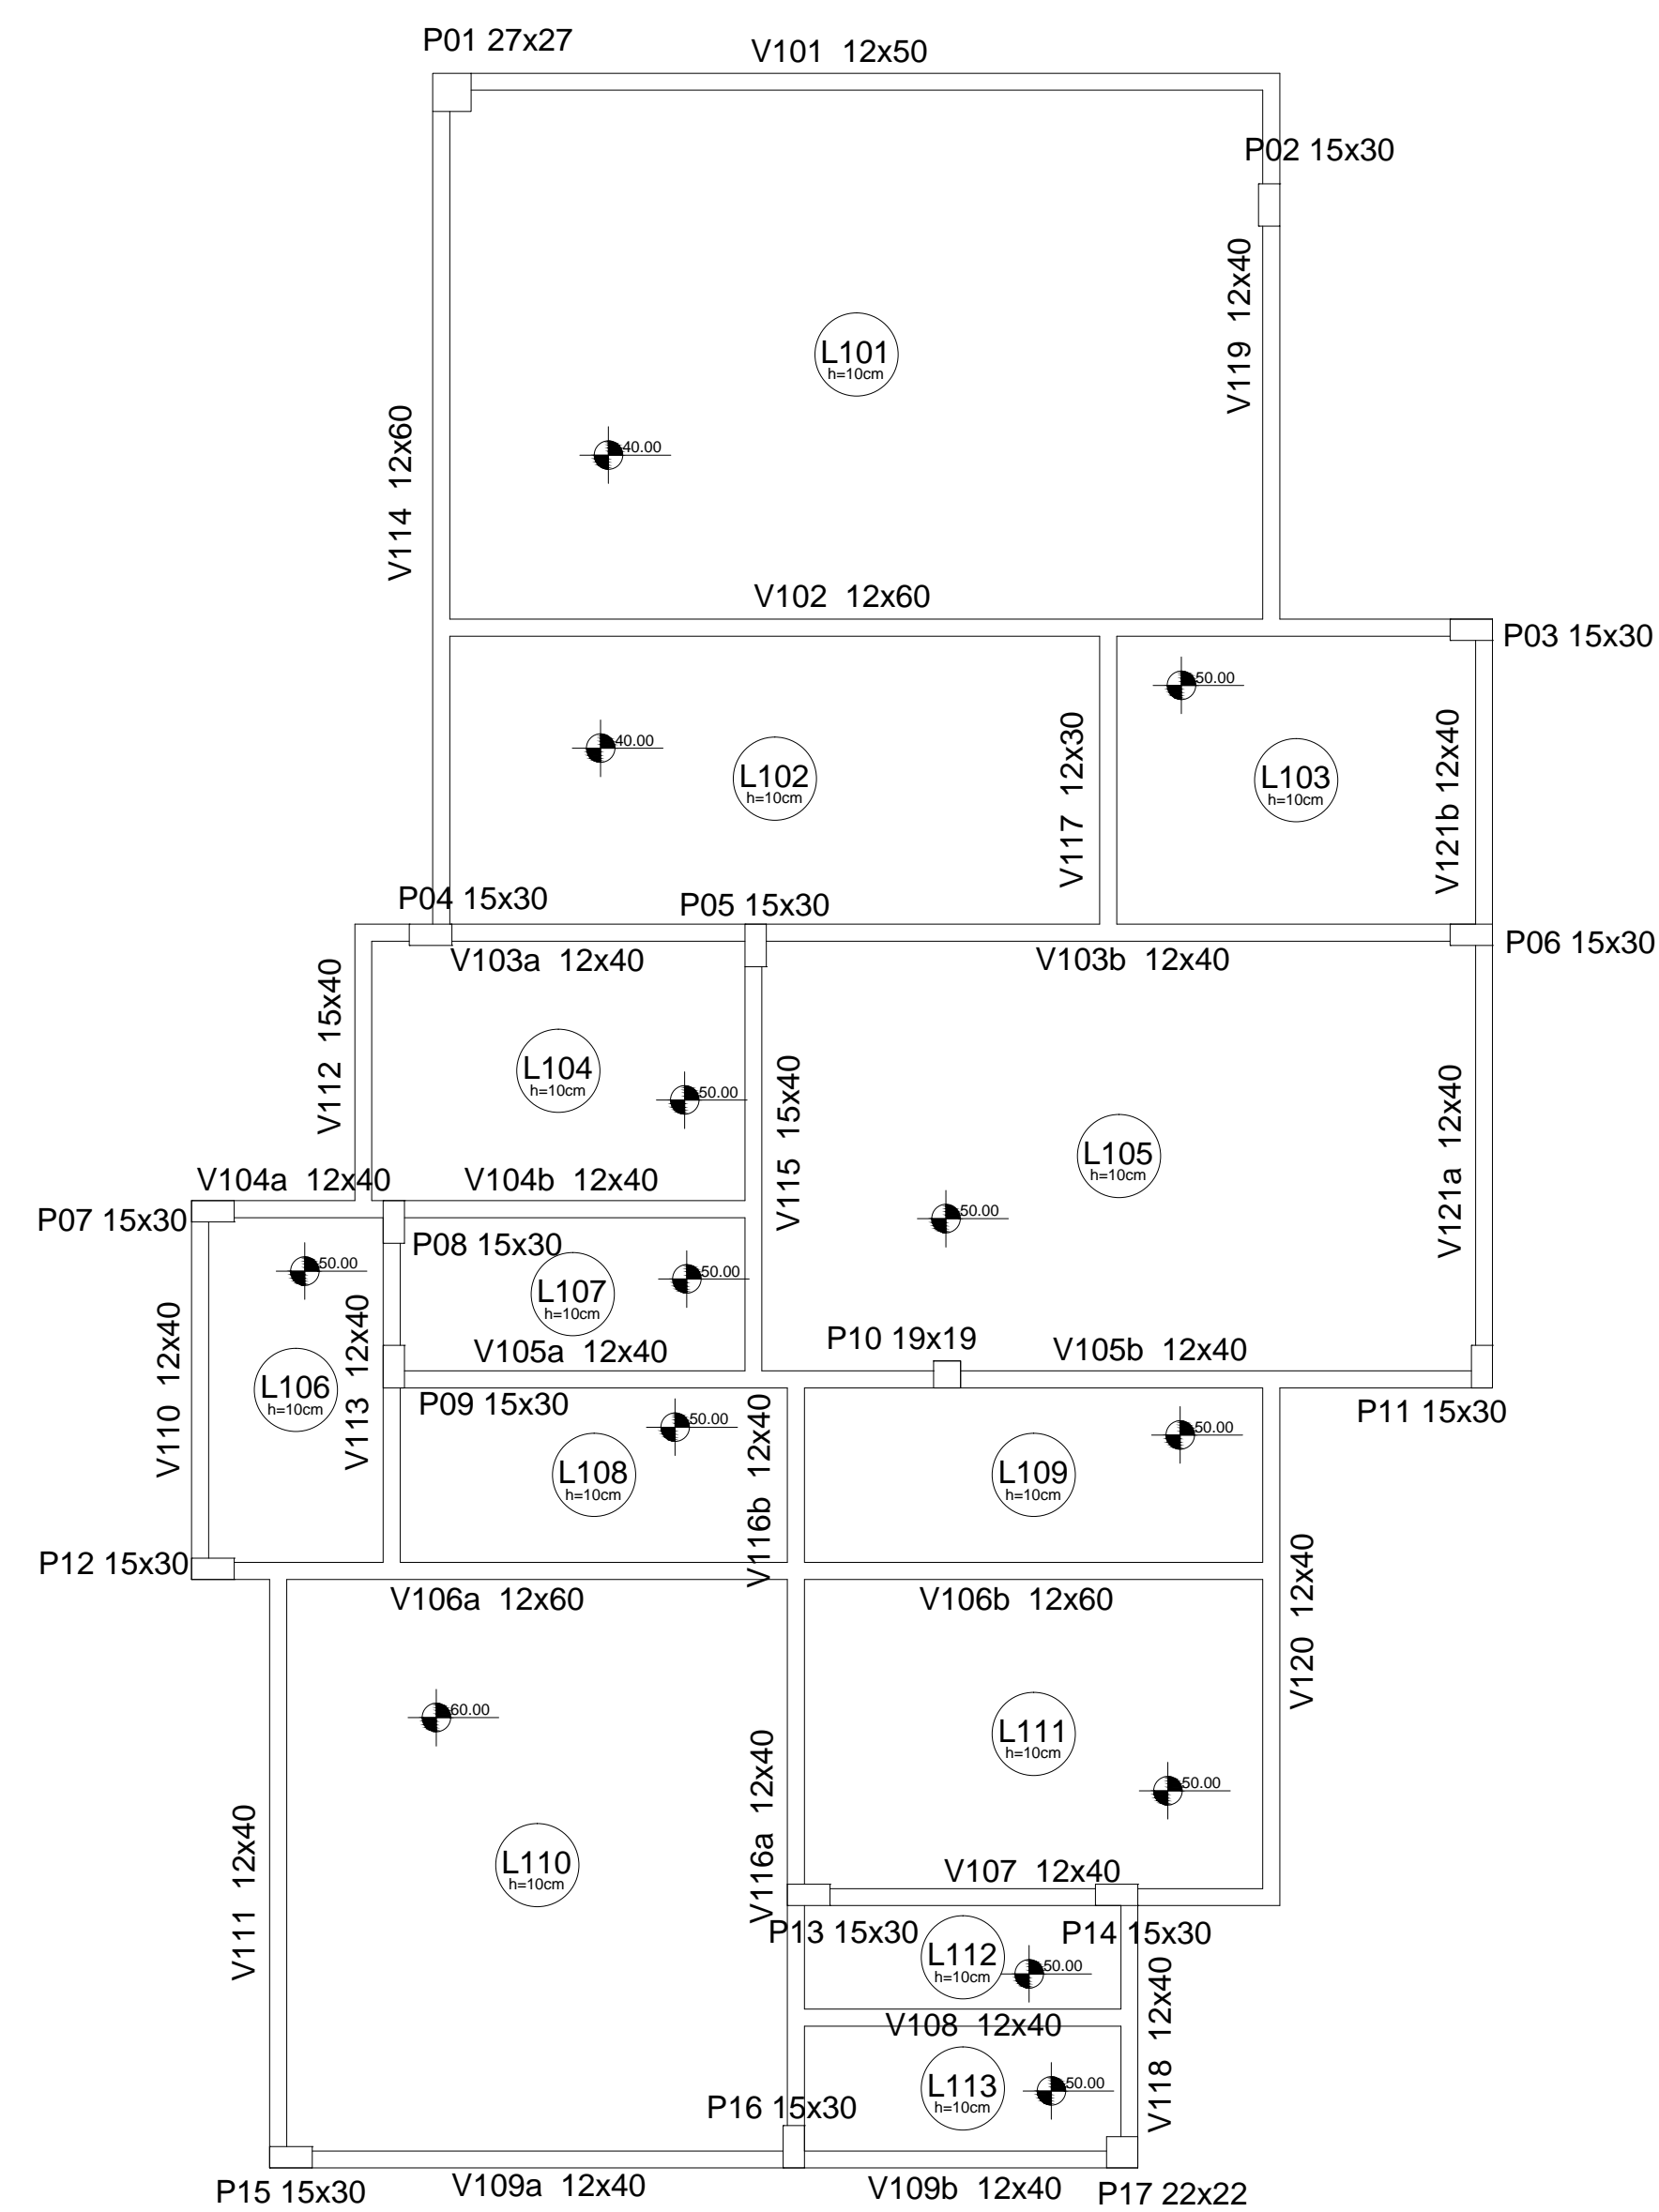 P01 27x27
V101 12x50
P02 15x30
V119 12x40
L101
h=10cm
40.00
V114 12x60
V102 12x60
P03 15x30
50.00
40.00
L102
h=10cm
V117 12x30
L103
h=10cm
V121b 12x40
P04 15x30
P05 15x30
V103a 12x40
V103b 12x40
P06 15x30
V112 15x40
L104
h=10cm
50.00
V115 15x40
L105
h=10cm
V121a 12x40
V104a 12x40
V104b 12x40
P07 15x30
50.00
P08 15x30
50.00
50.00
L107
h=10cm
V110 12x40
L106
h=10cm
V113 12x40
V105a 12x40
P10 19x19
V105b 12x40
P09 15x30
P11 15x30
50.00
50.00
L108
h=10cm
V116b 12x40
L109
h=10cm
P12 15x30
V106a 12x60
V106b 12x60
V120 12x40
60.00
L111
h=10cm
50.00
V116a 12x40
V111 12x40
L110
h=10cm
V107 12x40
P13 15x30
P14 15x30
L112
h=10cm
50.00
V108 12x40
V118 12x40
L113
h=10cm
50.00
P16 15x30
P15 15x30
V109a 12x40
V109b 12x40
P17 22x22